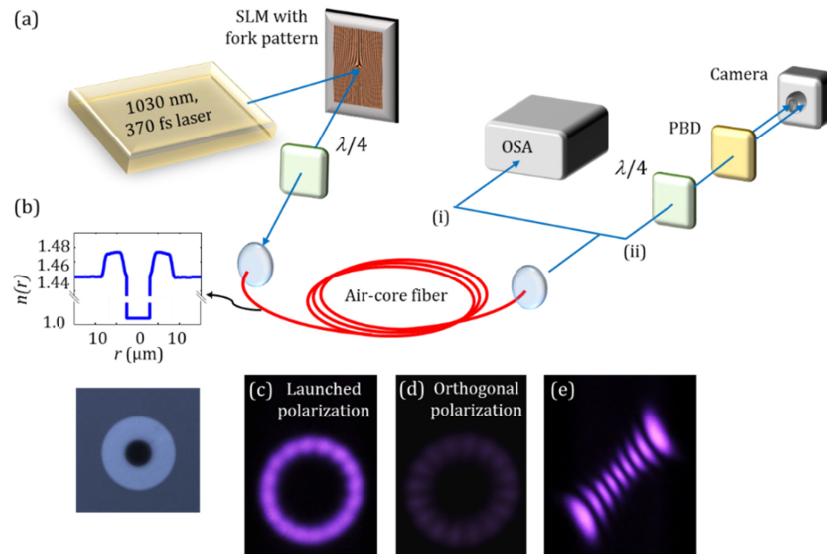 (a)
SLM with
fork pattern
1030 nm,
370 fs laser
λ/4
OSA
(i)
(ii)
λ/4
PBD
Camera
(b)
1.48
1.46
1.44
1.0
n(r)
10 0 10
r (μm)
Air-core fiber
(c) Launched
polarization
(d) Orthogonal
polarization
(e)